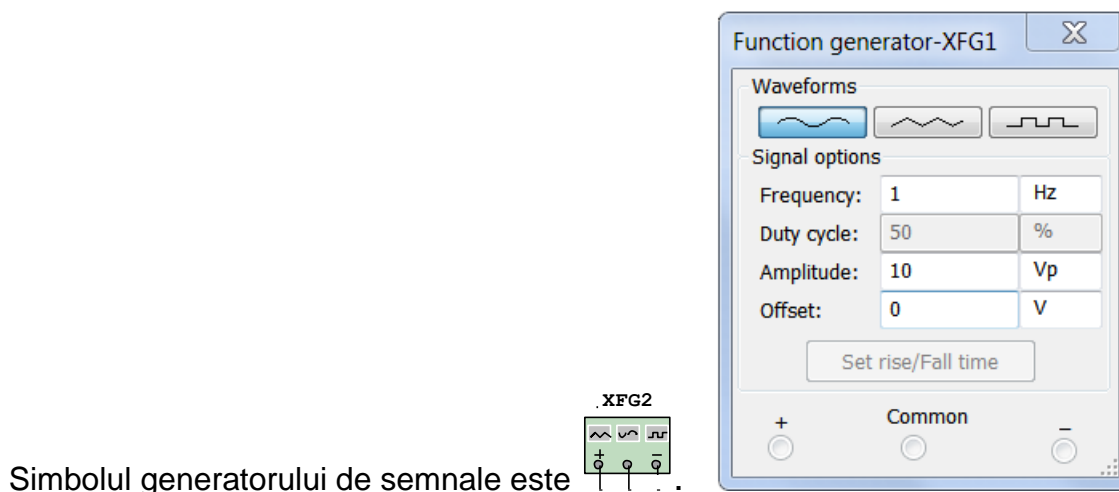 Function generator-XFG1
Waveforms
Signal options
Frequency: 1 Hz
Duty cycle: 50 %
Amplitude: 10 Vp
Offset: 0 V
Set rise/Fall time
+ Common –
XFG2
+ –
Simbolul generatorului de semnale este .